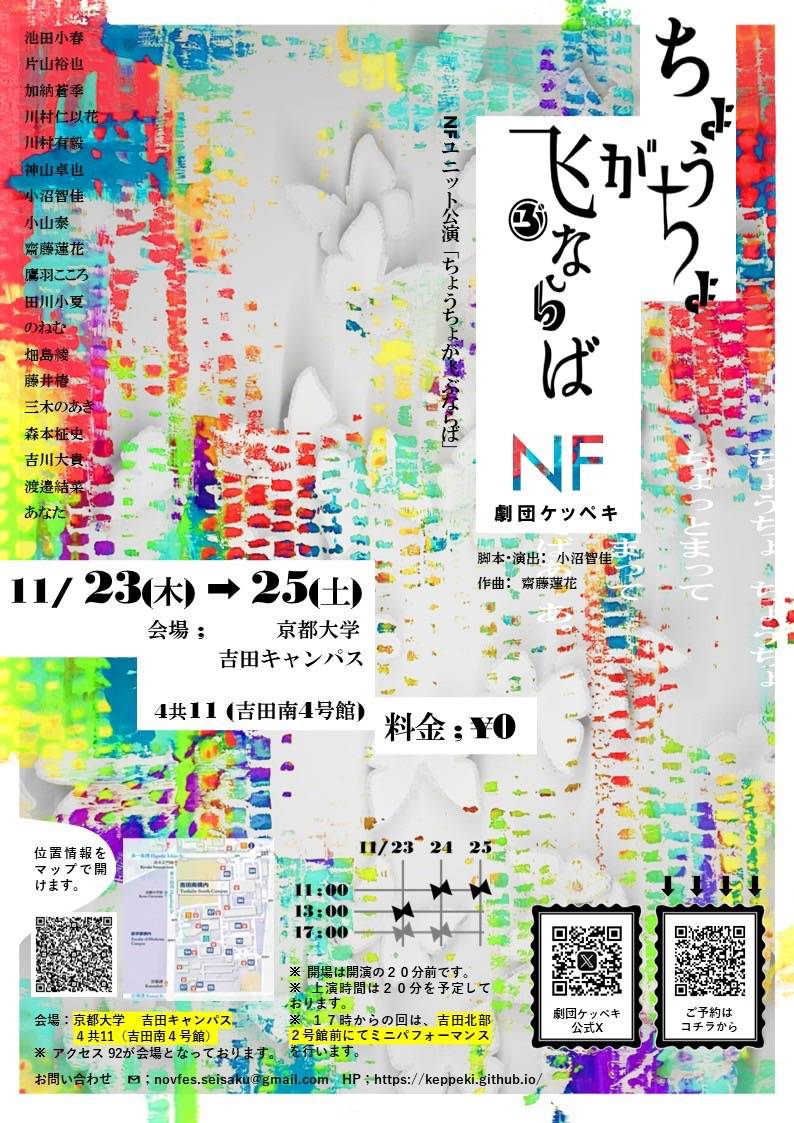 池田小春
片山裕也
加納蒼季
川村仁以花
川村有毅
神山卓也
小沼智佳
小山泰
齋藤蓮花
鷹羽こころ
田川小夏
のねむ
畑島綾
藤井椿
三木のあき
森本柾史
吉川大貴
渡邉結菜
あなた
NFユニット公演「ちょうちょが飛ぶならば」
ちょうちょ
が
飞ぶならば
NF
劇団ケッペキ
脚本・演出： 小沼智佳
作曲： 齋藤蓮花
ちょうちょ ちょうちょ
ちょっとまって
まって
11/ 23(木) ➡ 25(土)
会場 ； 京都大学
吉田キャンパス
4共11 (吉田南4号館)
料金 ; ¥0
位置情報を
マップで開
けます。
11/23 24 25
11:00
13:00
17:00
※ 開場は開演の２０分前です。
※ 上演時間は２０分を予定して
おります。
※ １７時からの回は、吉田北部
２号館前にてミニパフォーマンス
を行います。
会場：京都大学 吉田キャンパス
４共11（吉田南４号館）
※ アクセス 92が会場となっております。
お問い合わせ ✉；novfes.seisaku@gmail.com HP；https://keppeki.github.io/
劇団ケッペキ
公式X
ご予約は
コチラから